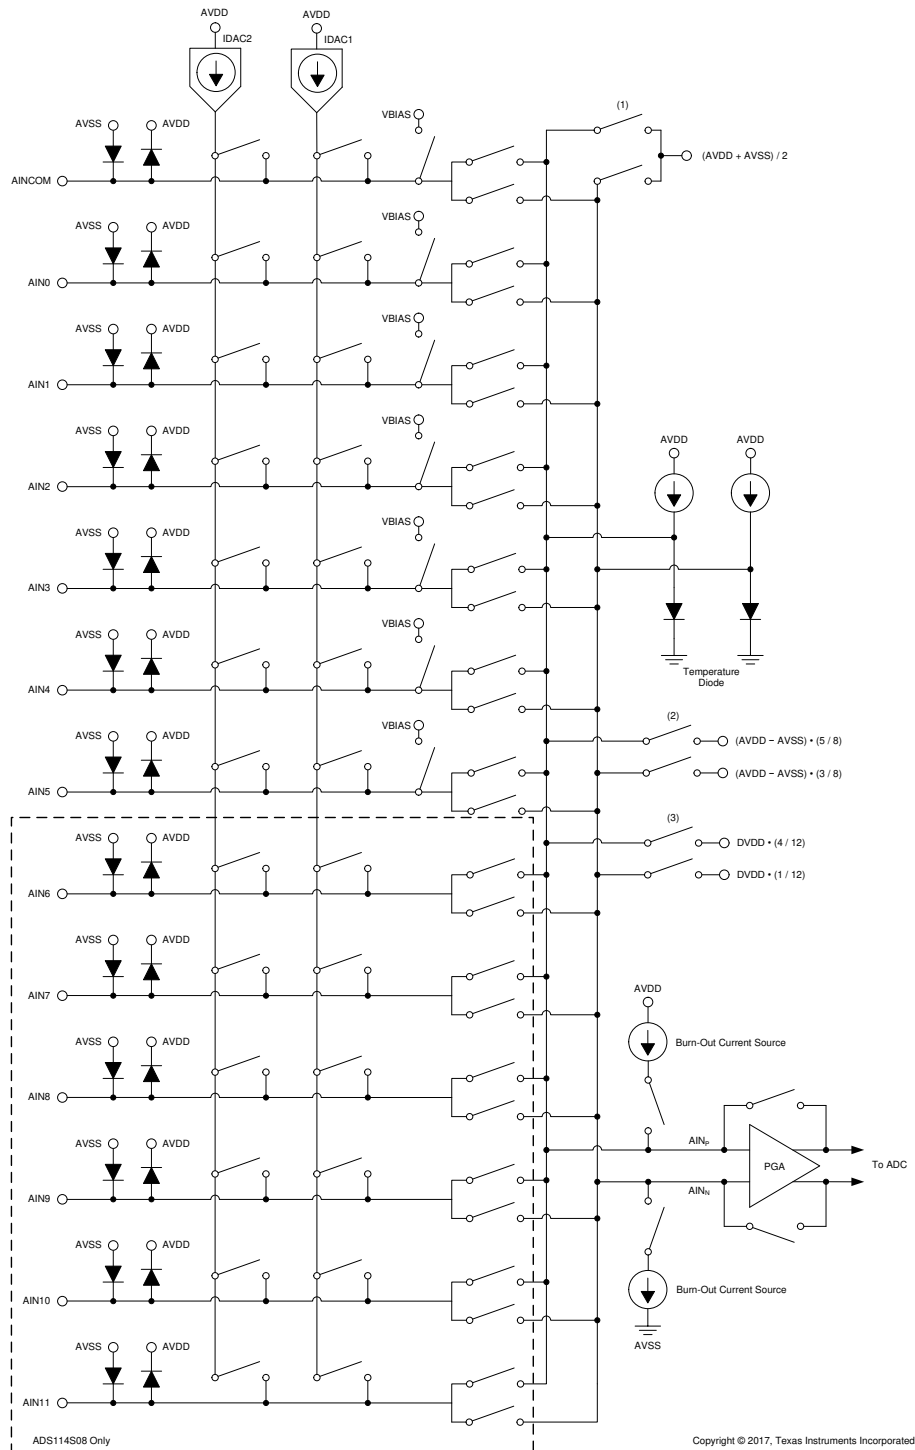 AVDD AVDD
IDAC2 IDAC1
(1)
AVSS AVDD VBIAS
(AVDD + AVSS) / 2
AINCOM
AVSS AVDD VBIAS
AIN0
AVSS AVDD VBIAS
AIN1
AVSS AVDD VBIAS
AVDD AVDD
AIN2
AVSS AVDD VBIAS
AIN3
AVSS AVDD VBIAS
Temperature
Diode
AIN4
(2)
AVSS AVDD VBIAS
(AVDD − AVSS) • (5 / 8)
(AVDD − AVSS) • (3 / 8)
AIN5
(3)
AVSS AVDD
DVDD • (4 / 12)
DVDD • (1 / 12)
AIN6
AVSS AVDD
AVDD
AIN7
AVSS AVDD
Burn-Out Current Source
AIN8
AVSS AVDD
AINP
PGA
To ADC
AINN
AIN9
AVSS AVDD
Burn-Out Current Source
AIN10
AVSS
AVSS AVDD
AIN11
ADS114S08 Only
Copyright © 2017, Texas Instruments Incorporated